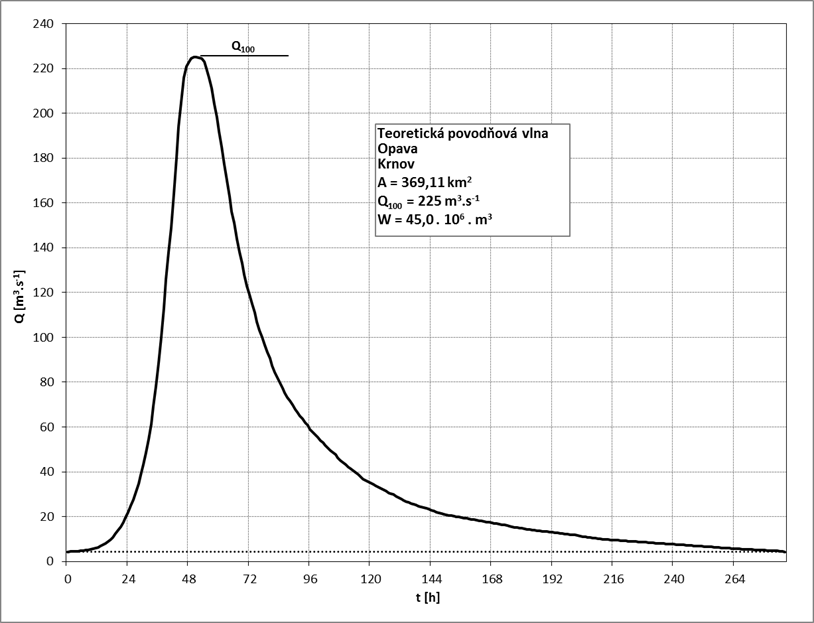 240
220
200
180
160
140
120
100
80
60
40
20
0
Q [m³.s⁻¹]
Q₁₀₀
Teoretická povodňová vlna
Opava
Krnov
A = 369,11 km²
Q₁₀₀ = 225 m³.s⁻¹
W = 45,0 . 10⁶ . m³
0 24 48 72 96 120 144 168 192 216 240 264
t [h]